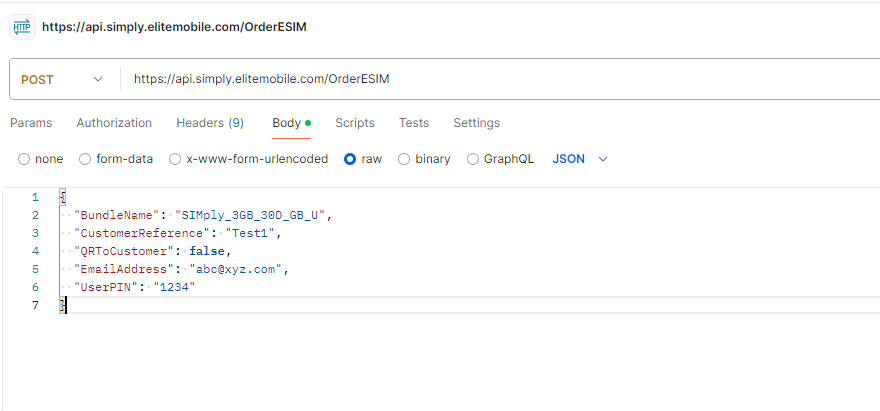 HTTP https://api.simply.elitemobile.com/OrderESIM
POST https://api.simply.elitemobile.com/OrderESIM
Params Authorization Headers (9) Body Scripts Tests Settings
none form-data x-www-form-urlencoded raw binary GraphQL JSON
1 {
2 "BundleName": "SIMply_3GB_30D_GB_U",
3 "CustomerReference": "Test1",
4 "QRToCustomer": false,
5 "EmailAddress": "abc@xyz.com",
6 "UserPIN": "1234"
7 }